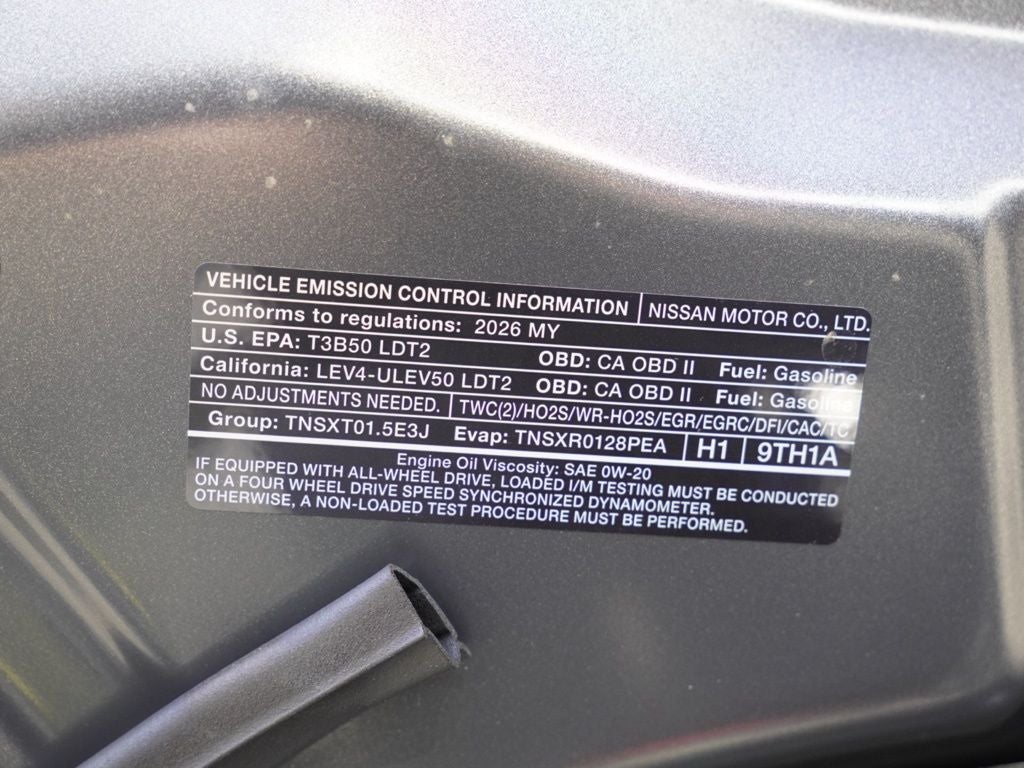 VEHICLE EMISSION CONTROL INFORMATION NISSAN MOTOR CO., LTD.
Conforms to regulations: 2026 MY
U.S. EPA: T3B50 LDT2 OBD: CA OBD II Fuel: Gasoline
California: LEV4-ULEV50 LDT2 OBD: CA OBD II Fuel: Gasoline
NO ADJUSTMENTS NEEDED. TWC(2)/HO2S/WR-HO2S/EGR/EGRC/DFI/CAC/TC
Group: TNSXT01.5E3J Evap: TNSXR0128PEA H1 9TH1A
Engine Oil Viscosity: SAE 0W-20
IF EQUIPPED WITH ALL-WHEEL DRIVE, LOADED I/M TESTING MUST BE CONDUCTED
ON A FOUR WHEEL DRIVE SPEED SYNCHRONIZED DYNAMOMETER.
OTHERWISE, A NON-LOADED TEST PROCEDURE MUST BE PERFORMED.